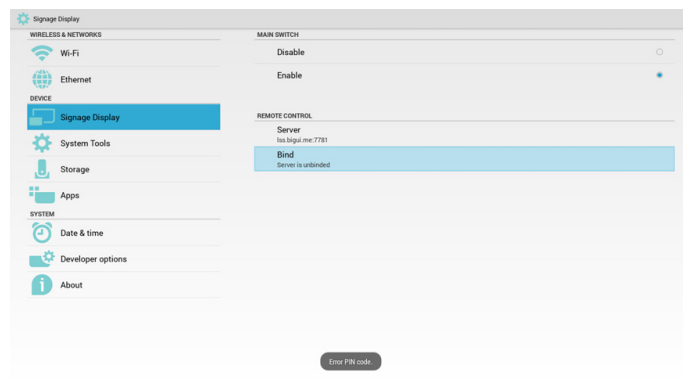 Signage Display
WIRELESS & NETWORKS
Wi-Fi
Ethernet
DEVICE
Signage Display
System Tools
Storage
Apps
SYSTEM
Date & time
Developer options
About
MAIN SWITCH
Disable
Enable
REMOTE CONTROL
Server
lss.bigui.me:7781
Bind
Server is unbinded
Error PIN code.